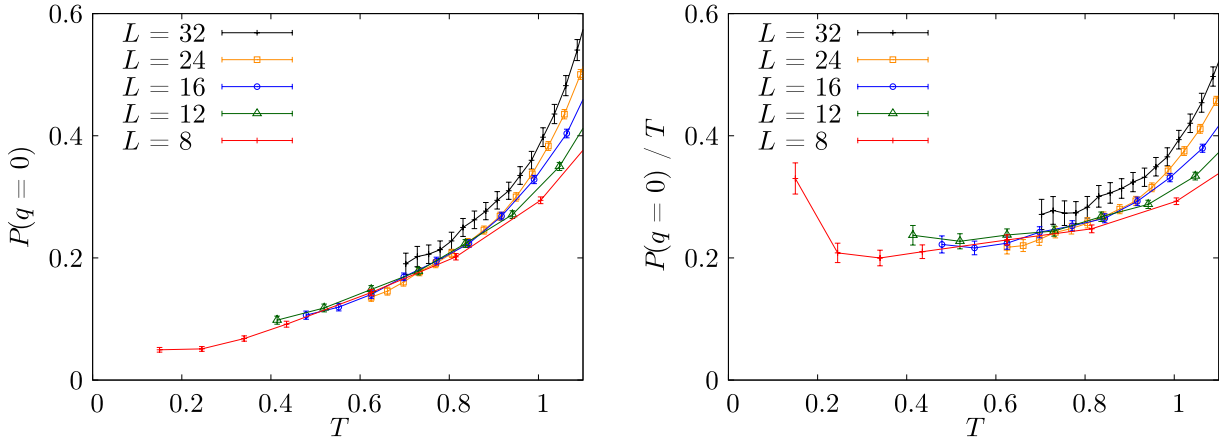 0.6
0.4
0.2
0
P(q = 0)
L = 32
L = 24
L = 16
L = 12
L = 8
0 0.2 0.4 0.6 0.8 1
T
0.6
0.4
0.2
0
P(q = 0) / T
L = 32
L = 24
L = 16
L = 12
L = 8
0 0.2 0.4 0.6 0.8 1
T